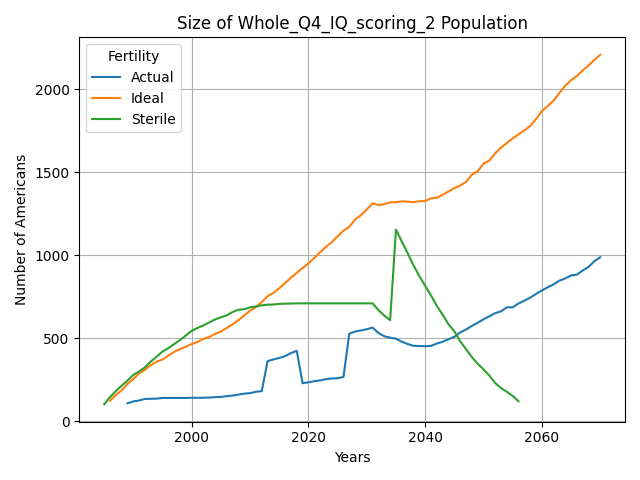 Size of Whole_Q4_IQ_scoring_2 Population
Fertility
Actual
Ideal
Sterile
Number of Americans
2000
1500
1000
500
0
2000
2020
2040
2060
Years